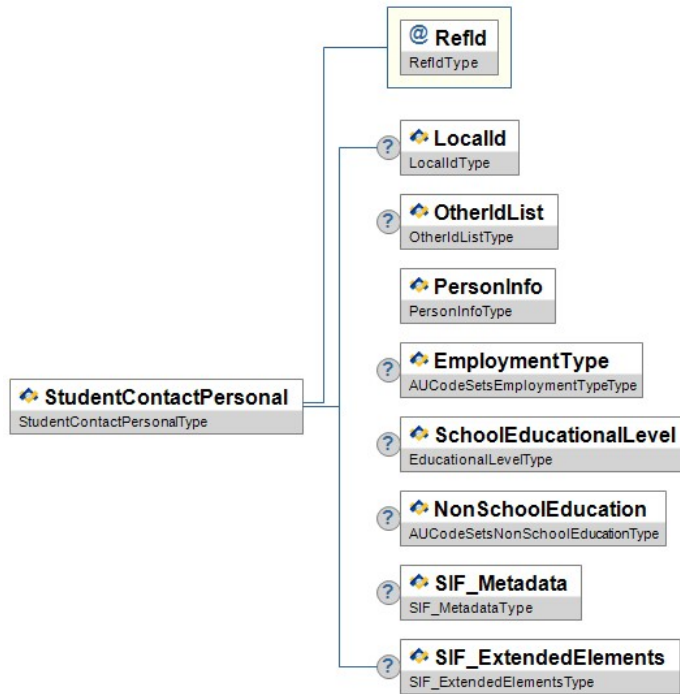 @ RefId
RefIdType
? LocalId
LocalIdType
? OtherIdList
OtherIdListType
PersonInfo
PersonInfoType
? EmploymentType
AUCodeSetsEmploymentTypeType
StudentContactPersonal
StudentContactPersonalType
? SchoolEducationalLevel
EducationalLevelType
? NonSchoolEducation
AUCodeSetsNonSchoolEducationType
? SIF_Metadata
SIF_MetadataType
? SIF_ExtendedElements
SIF_ExtendedElementsType